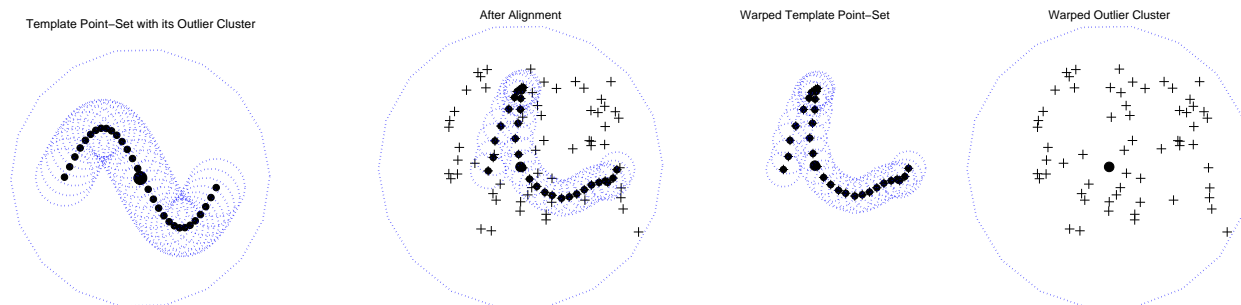 Template Point−Set with its Outlier Cluster
After Alignment
Warped Template Point−Set
Warped Outlier Cluster